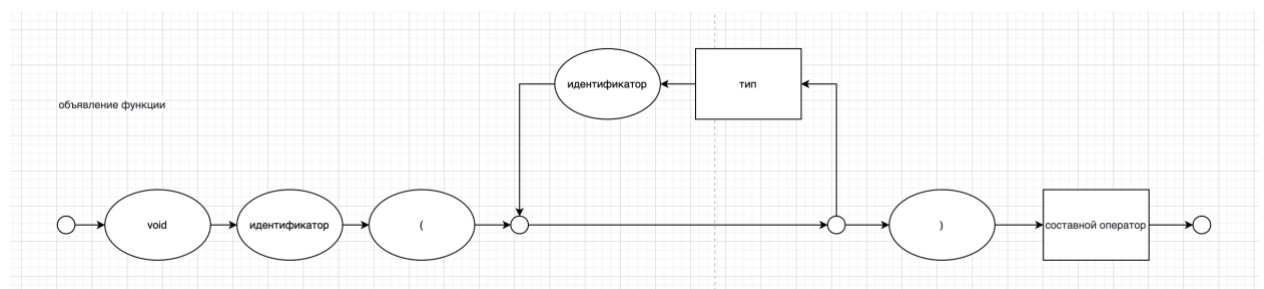 идентификатор
тип
объявление функции
void
идентификатор
(
)
составной оператор